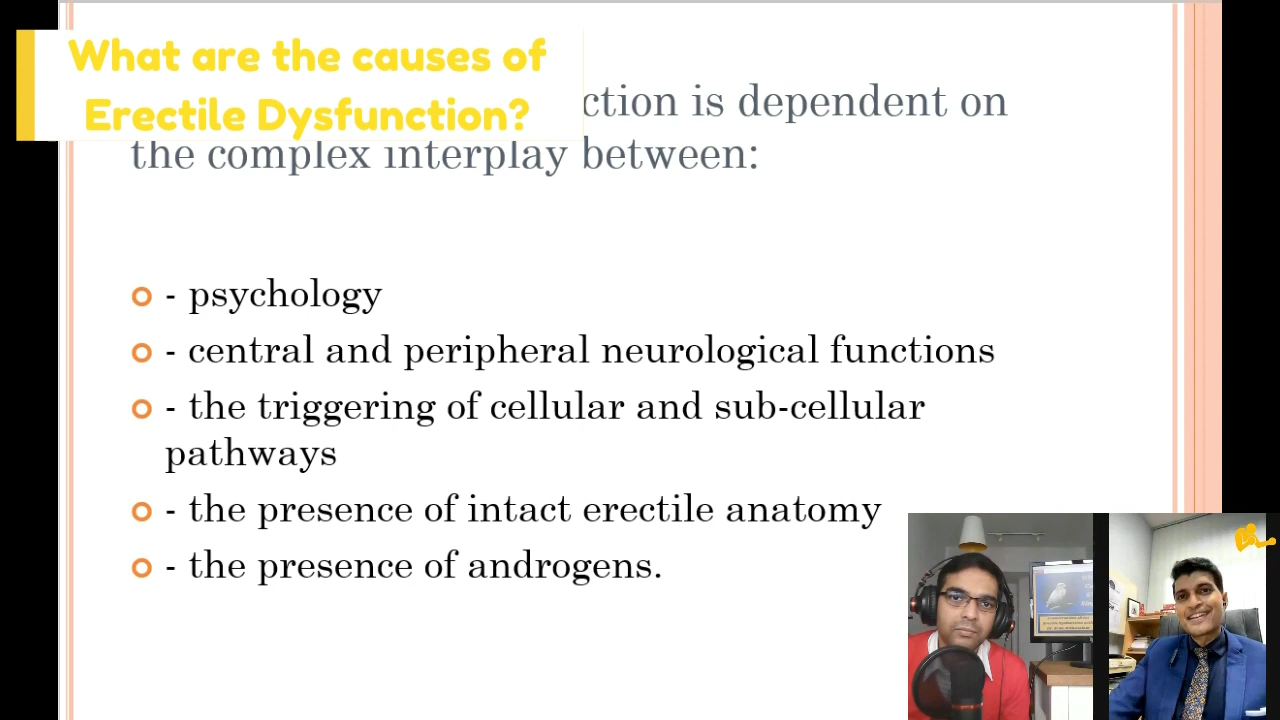 What are the causes of
Erectile Dysfunction?
ction is dependent on
the complex interplay between:
- psychology
- central and peripheral neurological functions
- the triggering of cellular and sub-cellular
pathways
- the presence of intact erectile anatomy
- the presence of androgens.